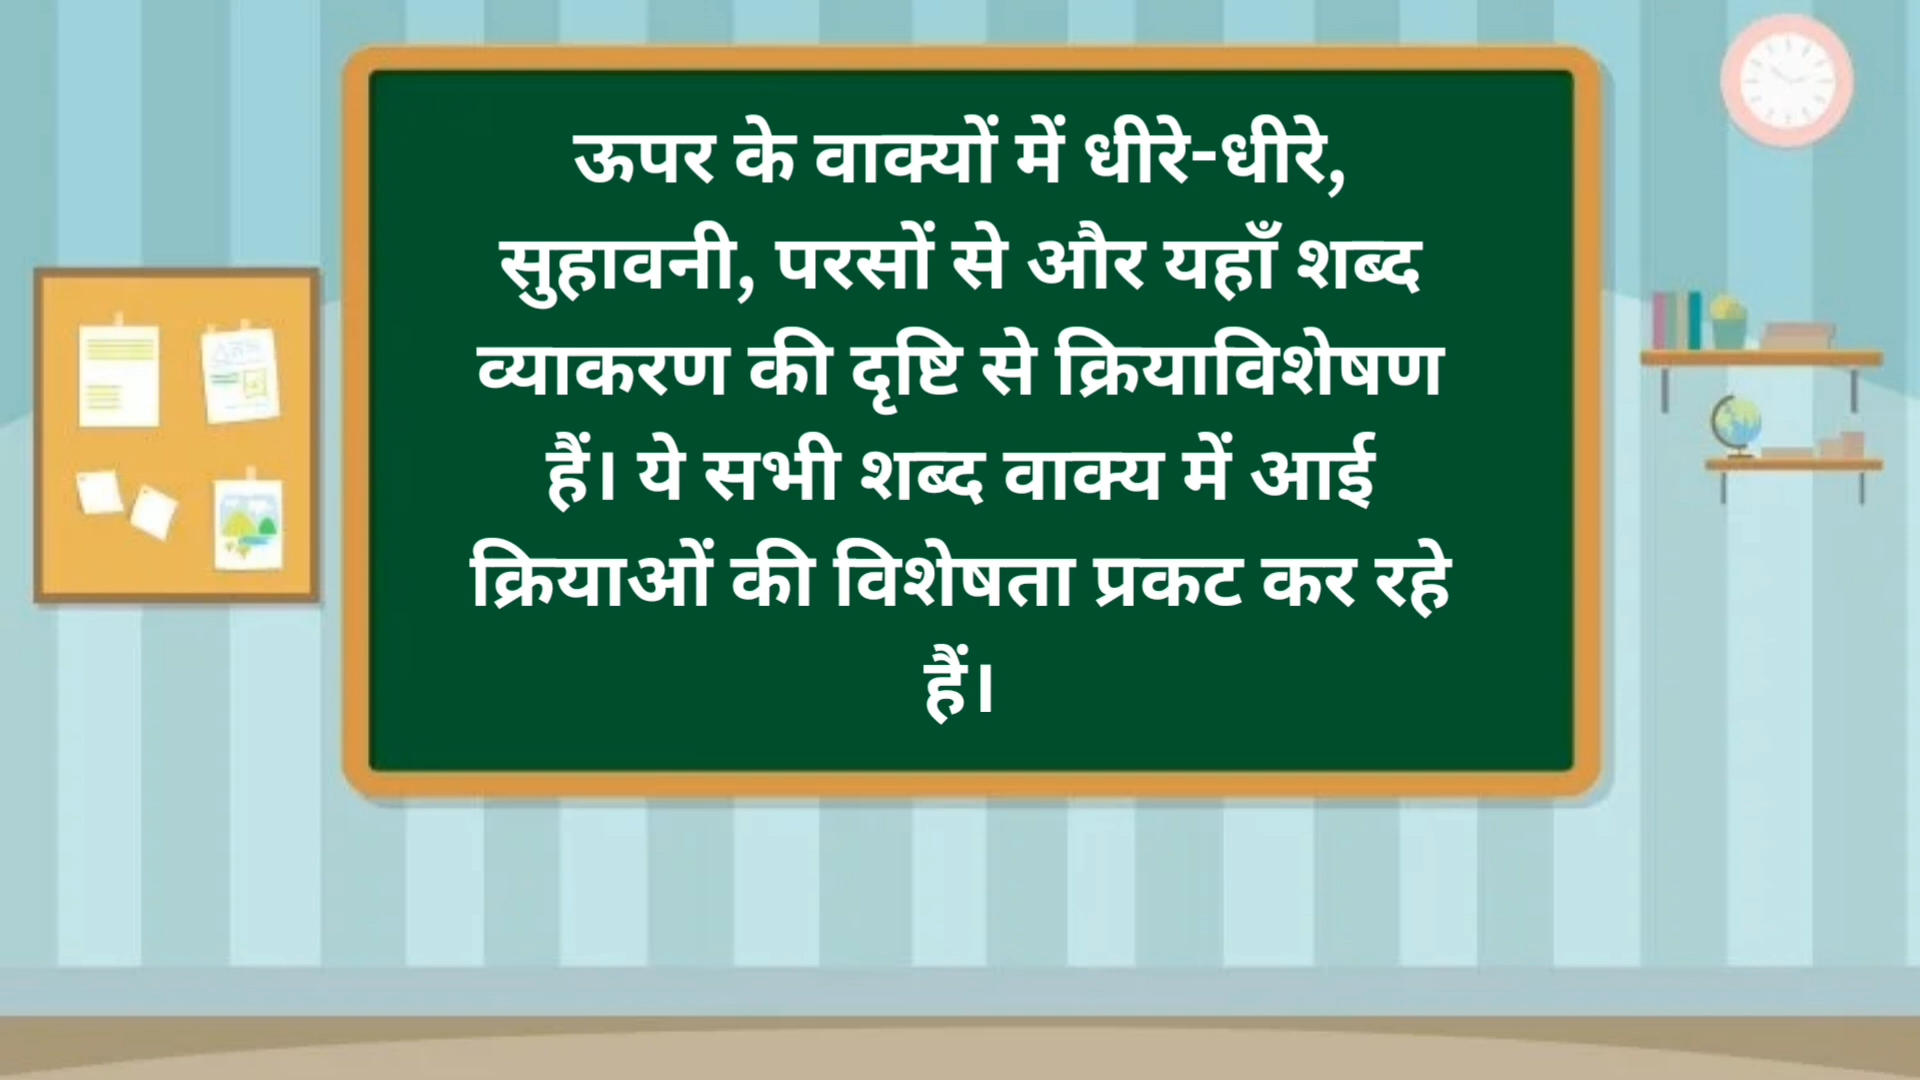 ऊपर के वाक्यों में धीरे-धीरे,
सुहावनी, परसों से और यहाँ शब्द
व्याकरण की दृष्टि से क्रियाविशेषण
हैं। ये सभी शब्द वाक्य में आई
क्रियाओं की विशेषता प्रकट कर रहे
हैं।